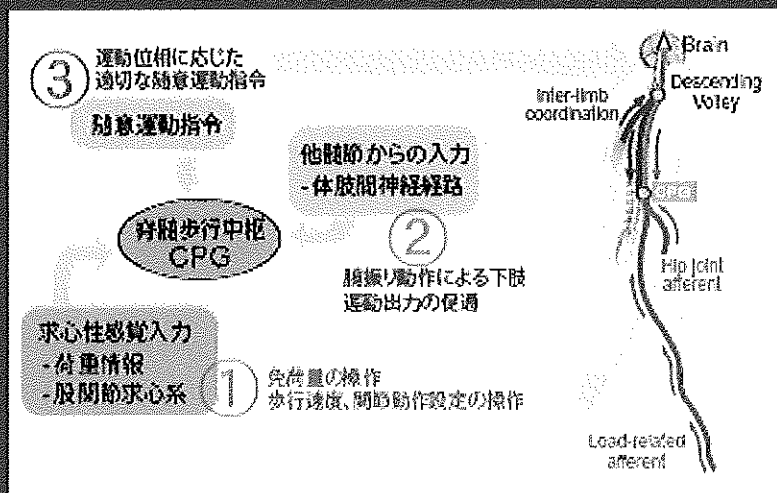 ③ 運動位相に応じた
適切な随意運動指令
随意運動指令
他髄節からの入力
-体肢間神経経路
脊髄歩行中枢
CPG
②
腕振り動作による下肢
運動出力の促通
求心性感覚入力
-荷重情報
-股関節求心系
①
免荷量の操作
歩行速度、関節動作設定の操作
Brain
Descending
Volley
Inter-limb
coordination
Hip joint
afferent
Load-related
afferent